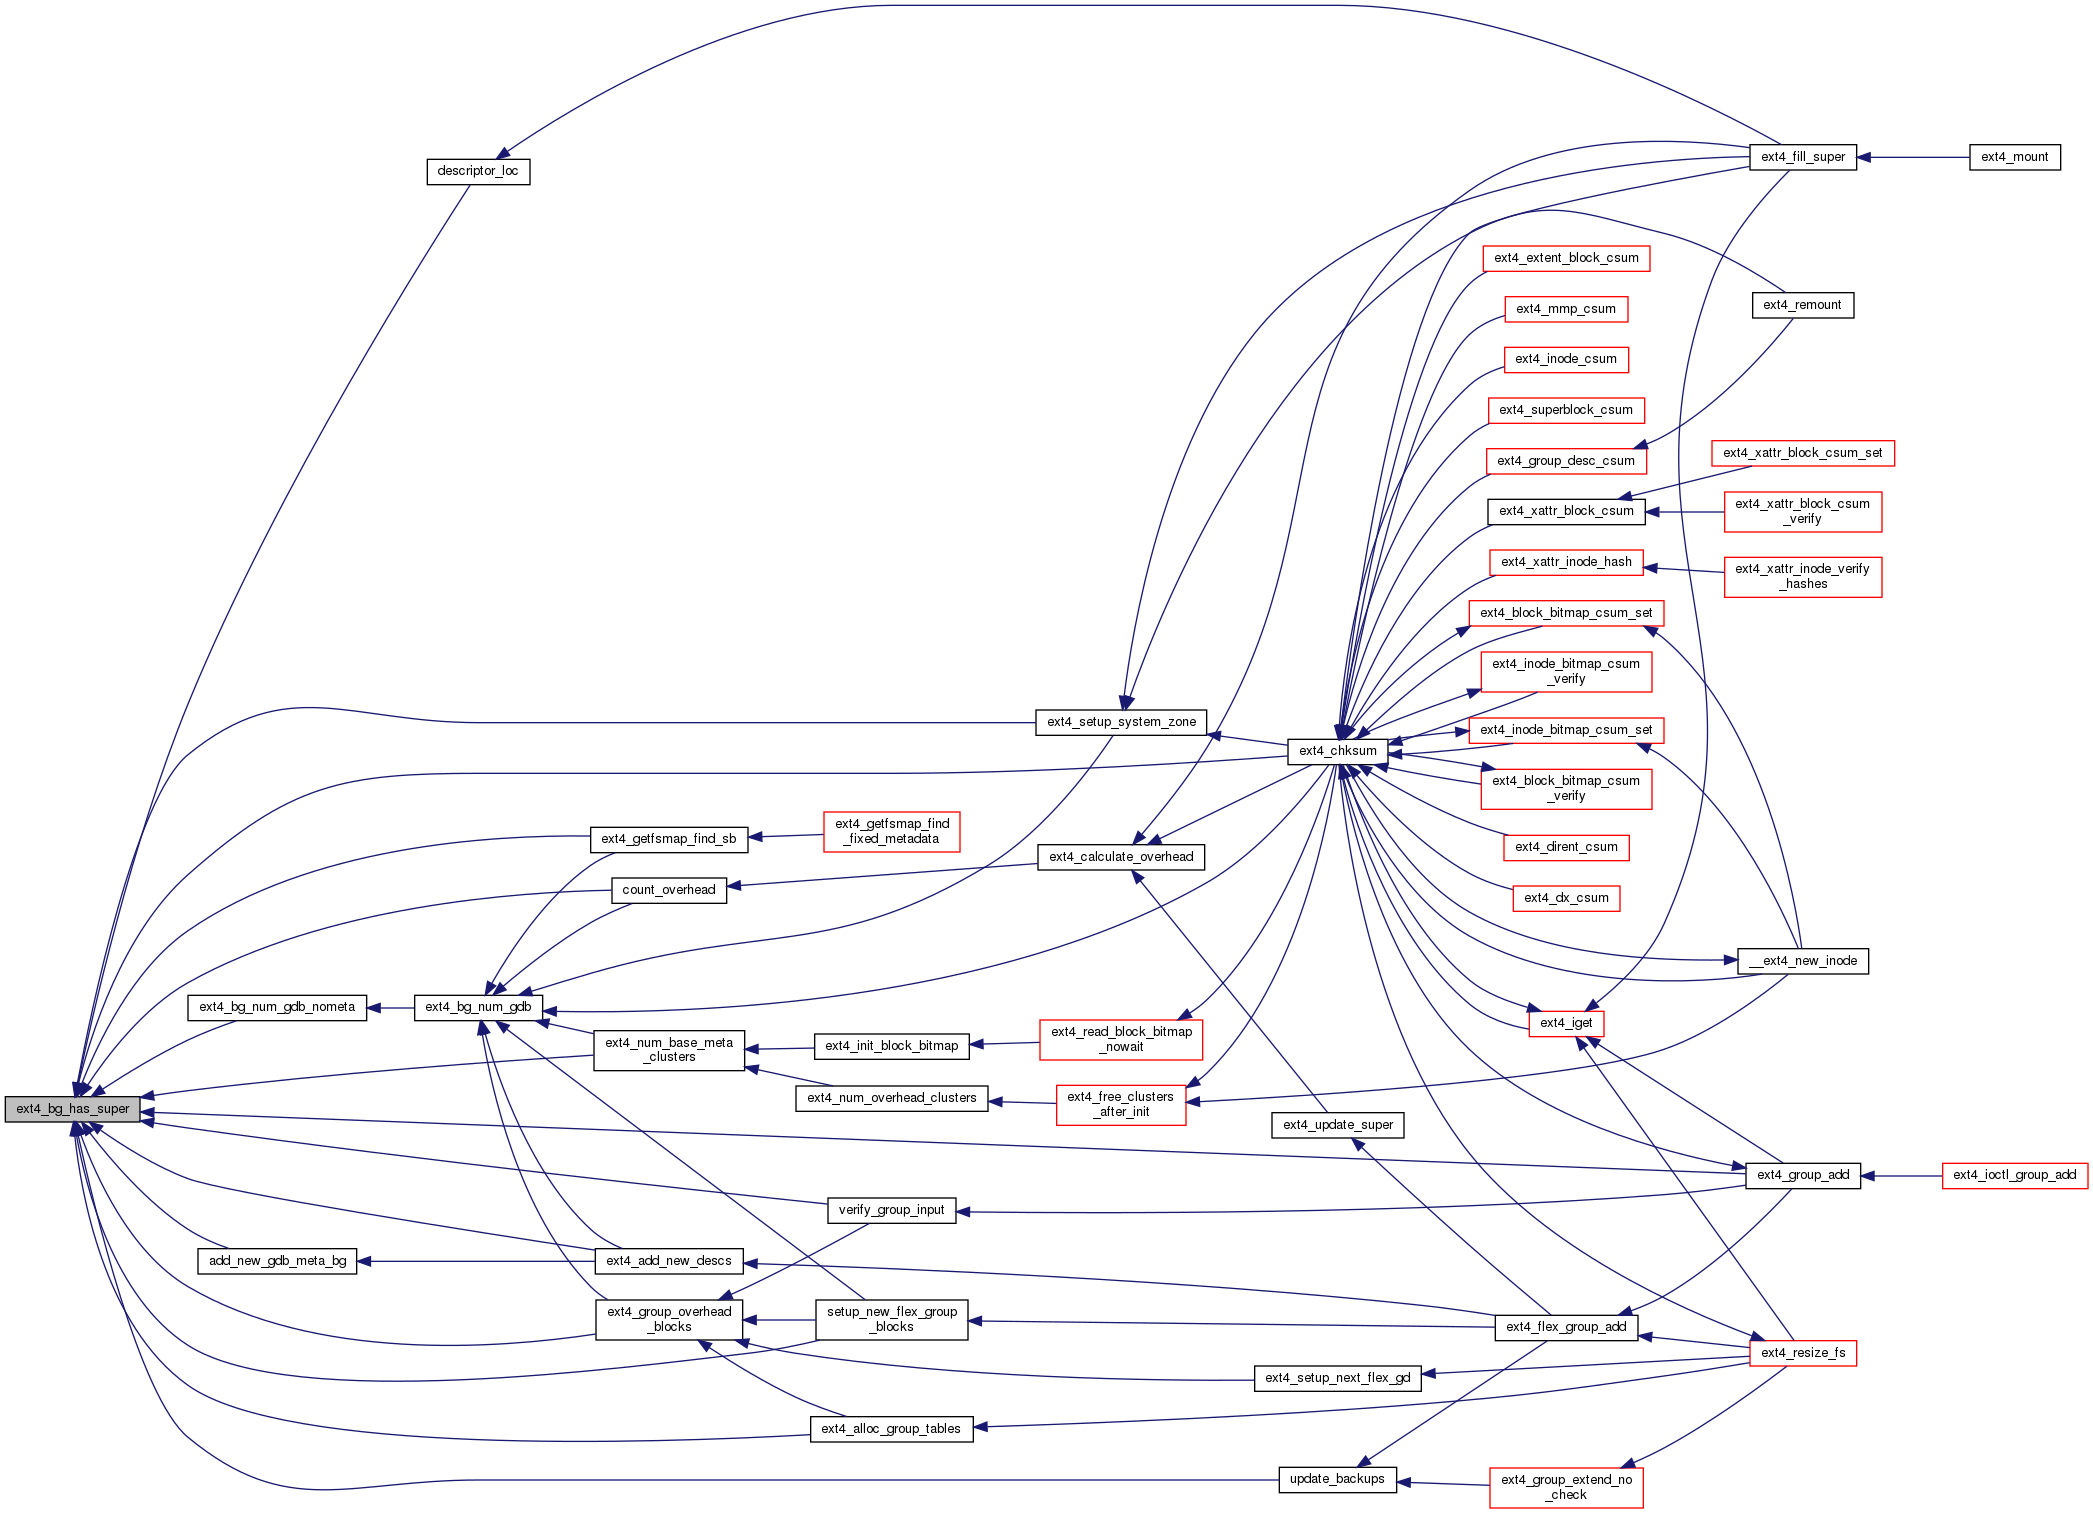 descriptor_loc
ext4_fill_super
ext4_mount
ext4_extent_block_csum
ext4_mmp_csum
ext4_remount
ext4_inode_csum
ext4_superblock_csum
ext4_group_desc_csum
ext4_xattr_block_csum_set
ext4_xattr_block_csum
ext4_xattr_block_csum
_verify
ext4_xattr_inode_hash
ext4_xattr_inode_verify
_hashes
ext4_block_bitmap_csum_set
ext4_inode_bitmap_csum
_verify
ext4_setup_system_zone
ext4_inode_bitmap_csum_set
ext4_chksum
ext4_block_bitmap_csum
_verify
ext4_getfsmap_find_sb
ext4_getfsmap_find
_fixed_metadata
ext4_calculate_overhead
ext4_dirent_csum
count_overhead
ext4_dx_csum
__ext4_new_inode
ext4_bg_num_gdb_nometa
ext4_bg_num_gdb
ext4_iget
ext4_num_base_meta
_clusters
ext4_init_block_bitmap
ext4_read_block_bitmap
_nowait
ext4_num_overhead_clusters
ext4_free_clusters
_after_init
ext4_bg_has_super
ext4_update_super
ext4_group_add
ext4_ioctl_group_add
verify_group_input
add_new_gdb_meta_bg
ext4_add_new_descs
ext4_group_overhead
_blocks
setup_new_flex_group
_blocks
ext4_flex_group_add
ext4_resize_fs
ext4_setup_next_flex_gd
ext4_alloc_group_tables
update_backups
ext4_group_extend_no
_check